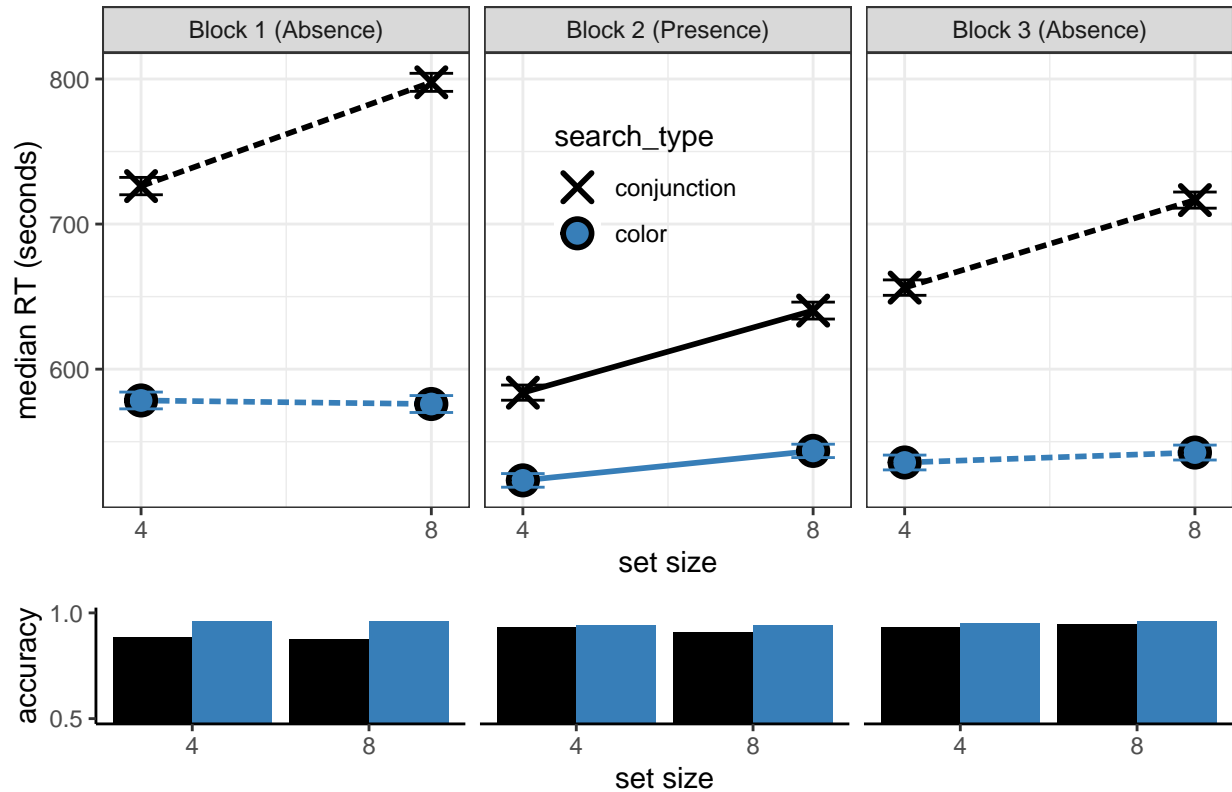 Block 1 (Absence)
Block 2 (Presence)
Block 3 (Absence)
median RT (seconds)
800
700
600
search_type
conjunction
color
4
8
4
8
4
8
set size
accuracy
1.0
0.5
4
8
4
8
4
8
set size